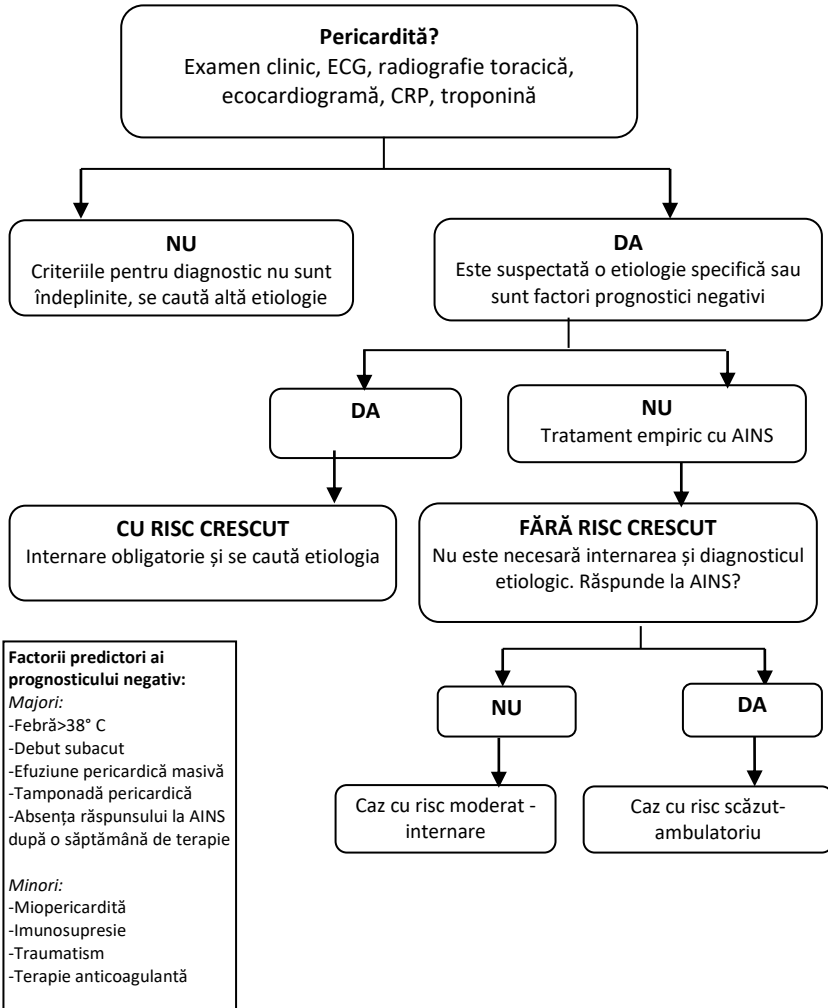 Pericardită?
Examen clinic, ECG, radiografie toracică,
ecocardiogramă, CRP, troponină
NU
Criteriile pentru diagnostic nu sunt
îndeplinite, se caută altă etiologie
DA
Este suspectată o etiologie specifică sau
sunt factori prognostici negativi
DA
NU
Tratament empiric cu AINS
CU RISC CRESCUT
Internare obligatorie și se caută etiologia
FĂRĂ RISC CRESCUT
Nu este necesară internarea și diagnosticul
etiologic. Răspunde la AINS?
Factorii predictori ai
prognosticului negativ:
Majori:
-Febră>38° C
-Debut subacut
-Efuziune pericardică masivă
-Tamponadă pericardică
-Absența răspunsului la AINS
după o săptămână de terapie
Minori:
-Miopericardită
-Imunosupresie
-Traumatism
-Terapie anticoagulantă
NU
DA
Caz cu risc moderat -
internare
Caz cu risc scăzut-
ambulatoriu